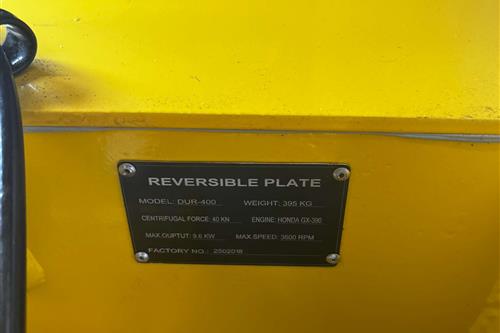 REVERSIBLE PLATE
MODEL: DUR-400 WEIGHT: 395 KG
CENTRIFUGAL FORCE: 40 KN ENGINE: HONDA GX-390
MAX.OUPTUT: 9.6 KW MAX.SPEED: 3600 RPM
FACTORY NO.: 2502018